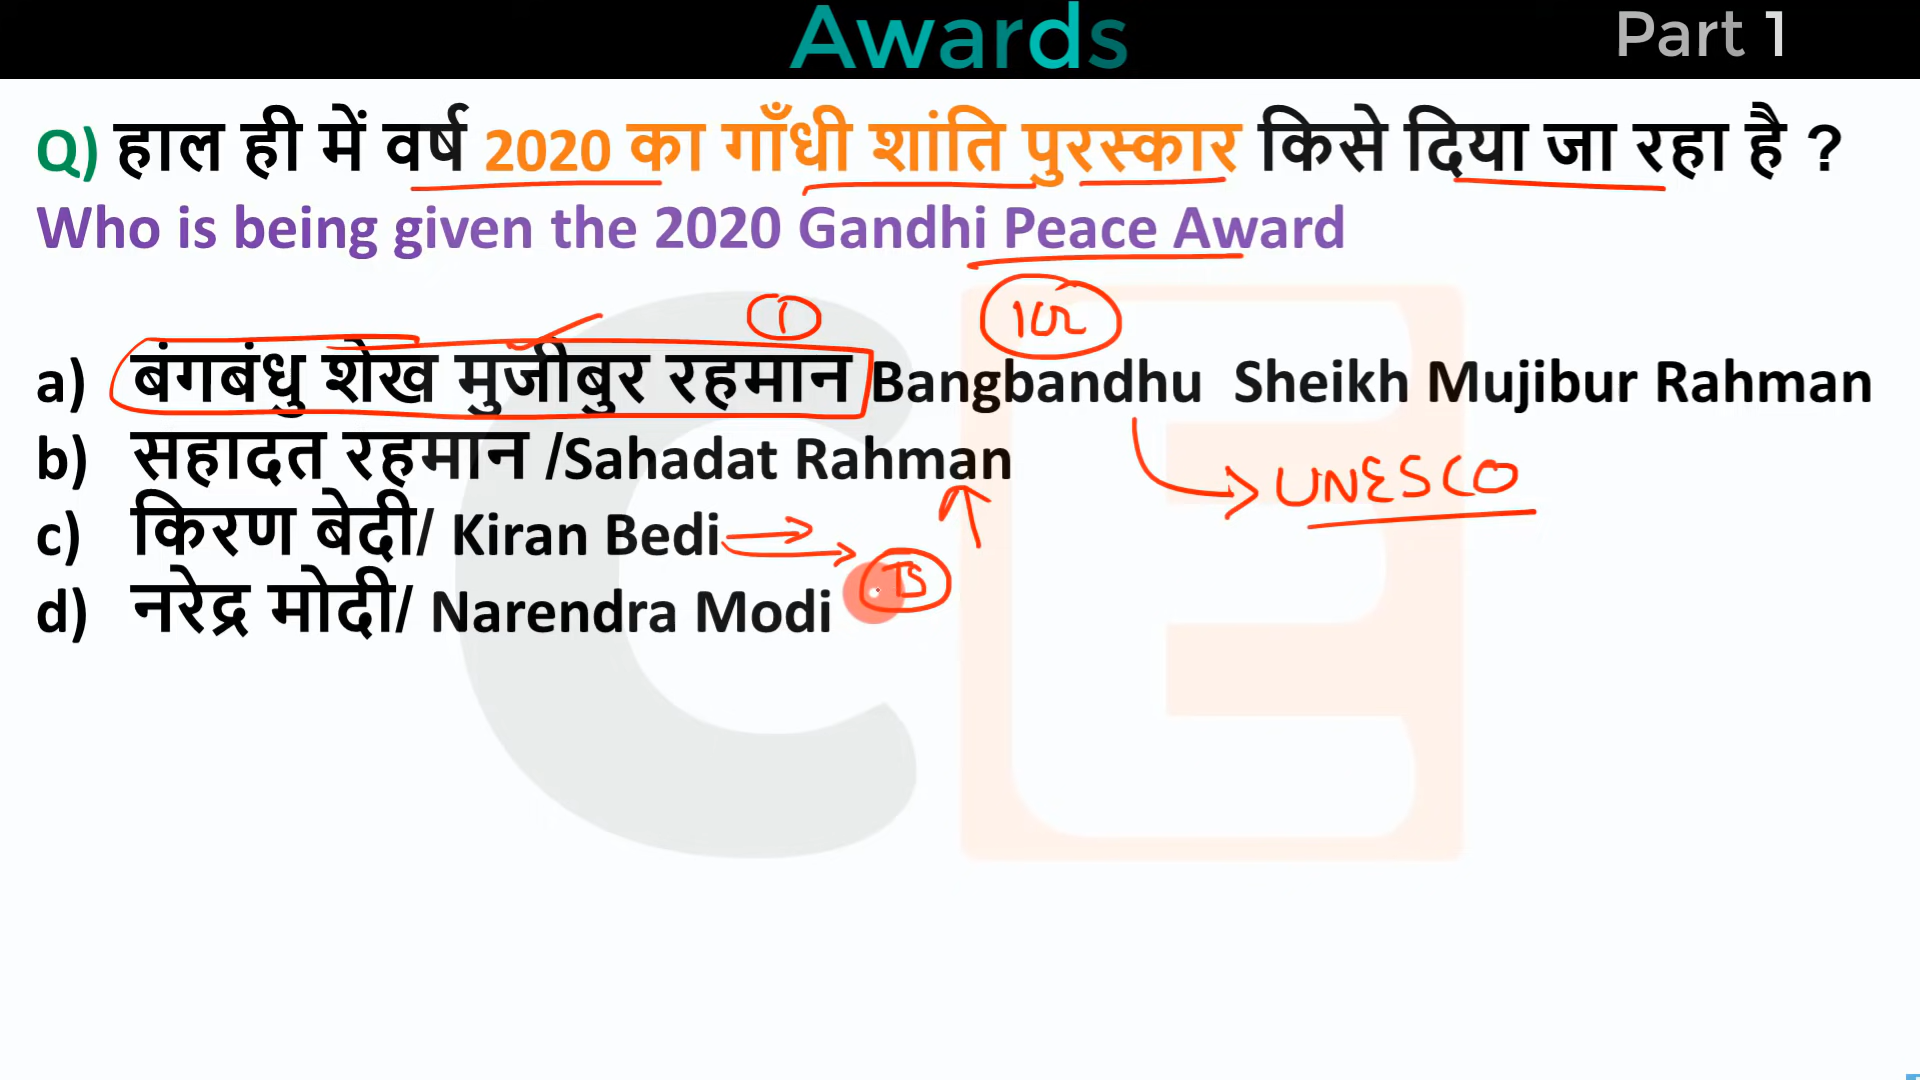 Awards
Part 1
Q) हाल ही में वर्ष 2020 का गाँधी शांति पुरस्कार किसे दिया जा रहा है ?
Who is being given the 2020 Gandhi Peace Award
1
a) बंगबंधु शेख मुजीबुर रहमान Bangbandhu Sheikh Mujibur Rahman
b) सहादत रहमान /Sahadat Rahman
UNESCO
c) किरण बेदी/ Kiran Bedi
d) नरेद्र मोदी/ Narendra Modi
CE